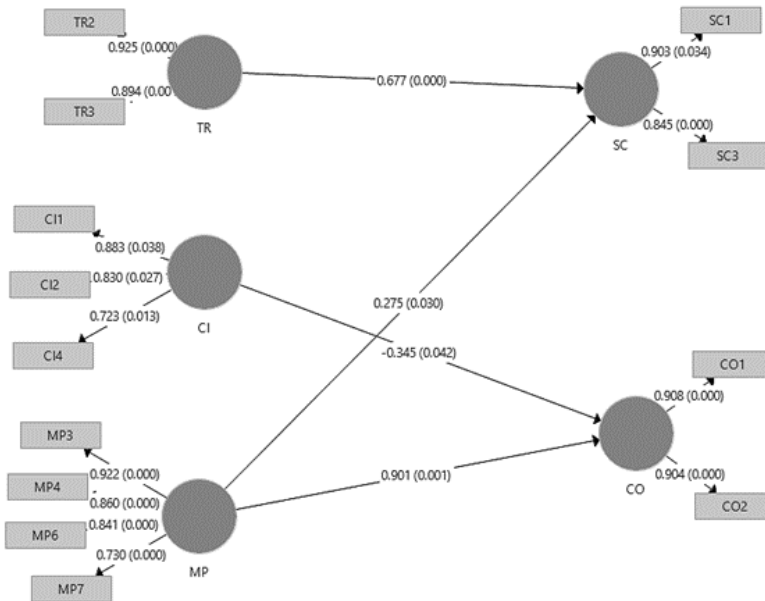 TR2
0.925 (0.000)
0.894 (0.00
TR3
TR
0.677 (0.000)
SC1
0.903 (0.034)
0.845 (0.000)
SC
SC3
CI1
0.883 (0.038)
CI2
0.830 (0.027)
0.723 (0.013)
CI4
CI
0.275 (0.030)
-0.345 (0.042)
CO1
0.908 (0.000)
MP3
0.922 (0.000)
MP4
0.860 (0.000)
MP6
0.841 (0.000)
0.730 (0.000)
MP7
MP
0.901 (0.001)
0.904 (0.000)
CO
CO2